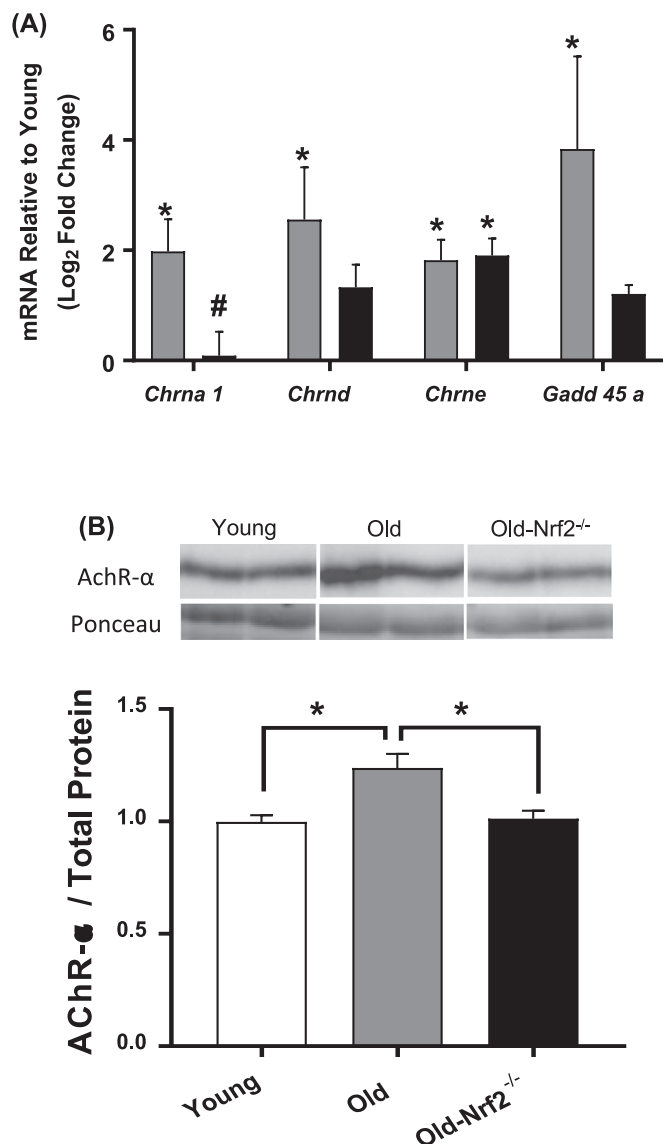 (A)
mRNA Relative to Young
(Log₂ Fold Change)
6
4
2
0
*
#
*
*
*
*
Chrna 1
Chrnd
Chrne
Gadd 45 a
(B)
Young
Old
Old-Nrf2⁻/⁻
AchR-α
Ponceau
AChR-α / Total Protein
1.5
1.0
0.5
0.0
*
*
Young
Old
Old-Nrf2⁻/⁻